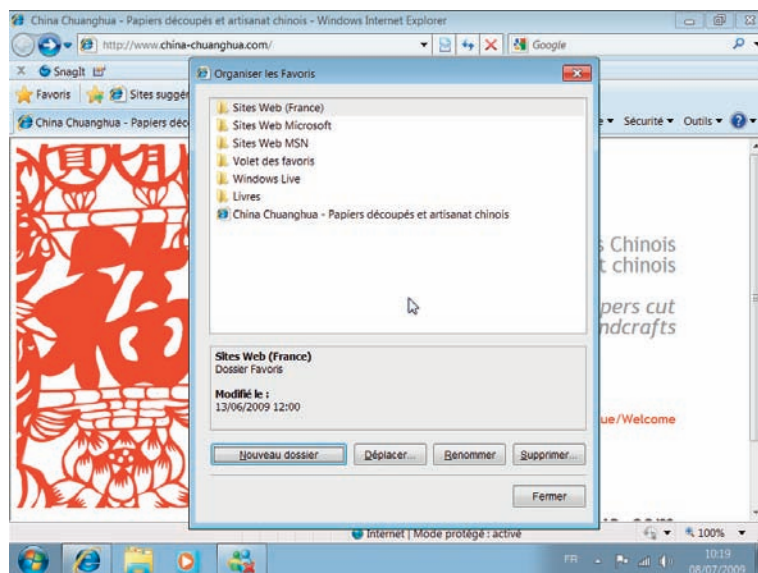 China Chuanghua - Papiers découpés et artisanat chinois - Windows Internet Explorer
http://www.china-chuanghua.com/
Google
X SnagIt
Organiser les Favoris
Favoris
Sites suggér
China Chuanghua - Papiers déco
Sécurité
Outils
Sites Web (France)
Sites Web Microsoft
Sites Web MSN
Volet des favoris
Windows Live
Livres
China Chuanghua - Papiers découpés et artisanat chinois
s Chinois
t chinois
pers cut
ndcrafts
Sites Web (France)
Dossier Favoris
Modifié le :
13/06/2009 12:00
ue/Welcome
Nouveau dossier
Déplacer...
Renommer
Supprimer...
Fermer
Internet | Mode protégé : activé
100%
FR
10:19
08/07/2009